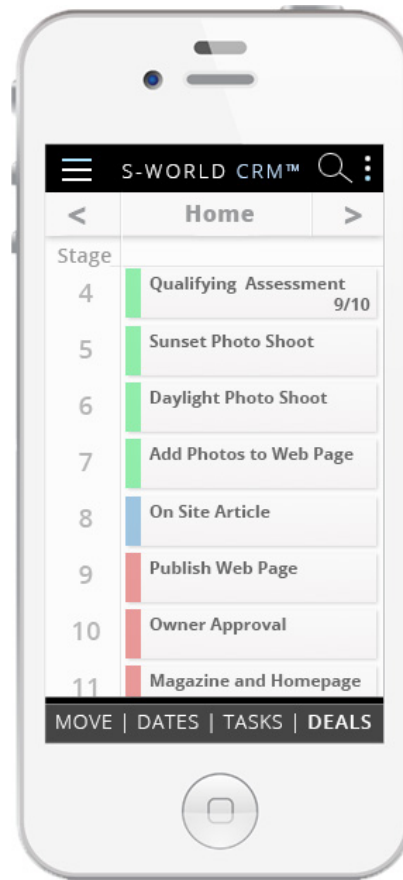 S-WORLD CRM™
< Home >
Stage
4 Qualifying Assessment
9/10
5 Sunset Photo Shoot
6 Daylight Photo Shoot
7 Add Photos to Web Page
8 On Site Article
9 Publish Web Page
10 Owner Approval
11 Magazine and Homepage
MOVE | DATES | TASKS | DEALS